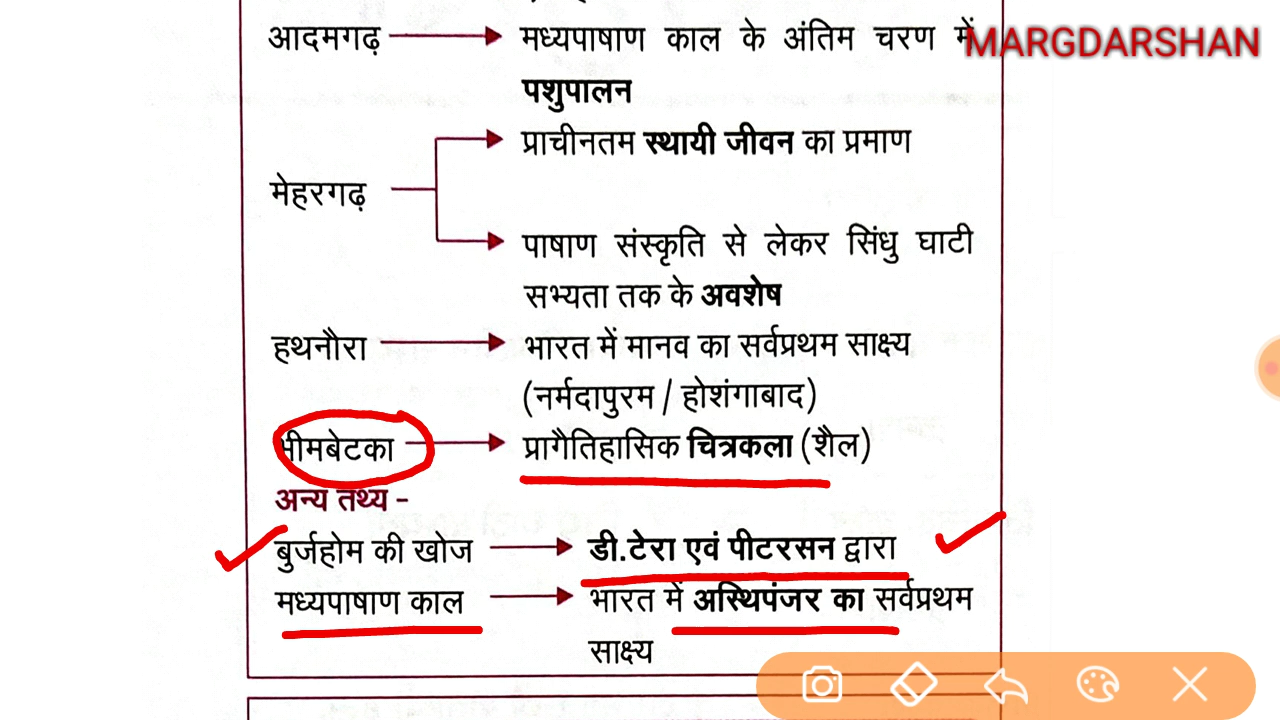 MARGDARSHAN
आदमगढ़ मध्यपाषाण काल के अंतिम चरण में
पशुपालन
प्राचीनतम स्थायी जीवन का प्रमाण
मेहरगढ़
पाषाण संस्कृति से लेकर सिंधु घाटी
सभ्यता तक के अवशेष
हथनौरा भारत में मानव का सर्वप्रथम साक्ष्य
(नर्मदापुरम / होशंगाबाद)
भीमबेटका प्रागैतिहासिक चित्रकला (शैल)
अन्य तथ्य -
बुर्जहोम की खोज डी.टेरा एवं पीटरसन द्वारा
मध्यपाषाण काल भारत में अस्थिपंजर का सर्वप्रथम
साक्ष्य